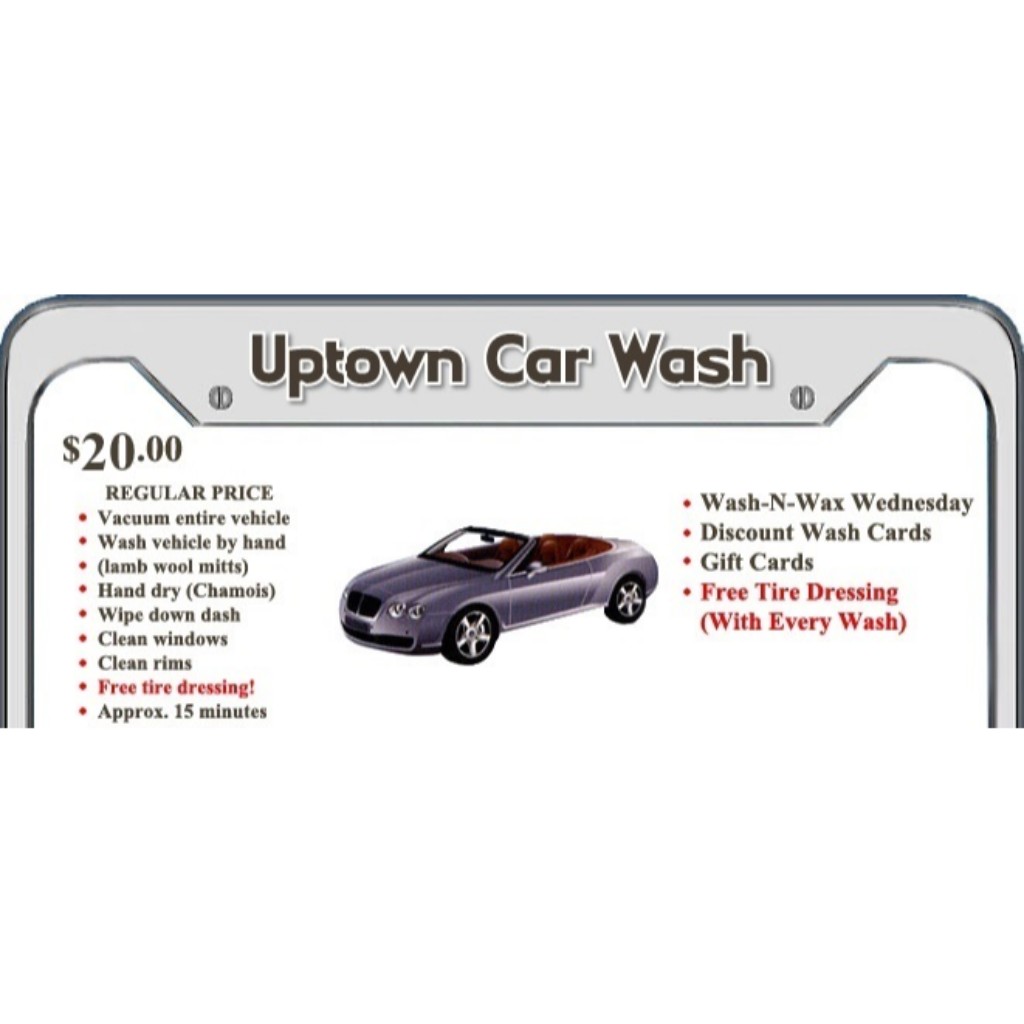 Uptown Car Wash
$20.00
REGULAR PRICE
• Vacuum entire vehicle
• Wash vehicle by hand
• (lamb wool mitts)
• Hand dry (Chamois)
• Wipe down dash
• Clean windows
• Clean rims
• Free tire dressing!
• Approx. 15 minutes
• Wash-N-Wax Wednesday
• Discount Wash Cards
• Gift Cards
• Free Tire Dressing
(With Every Wash)